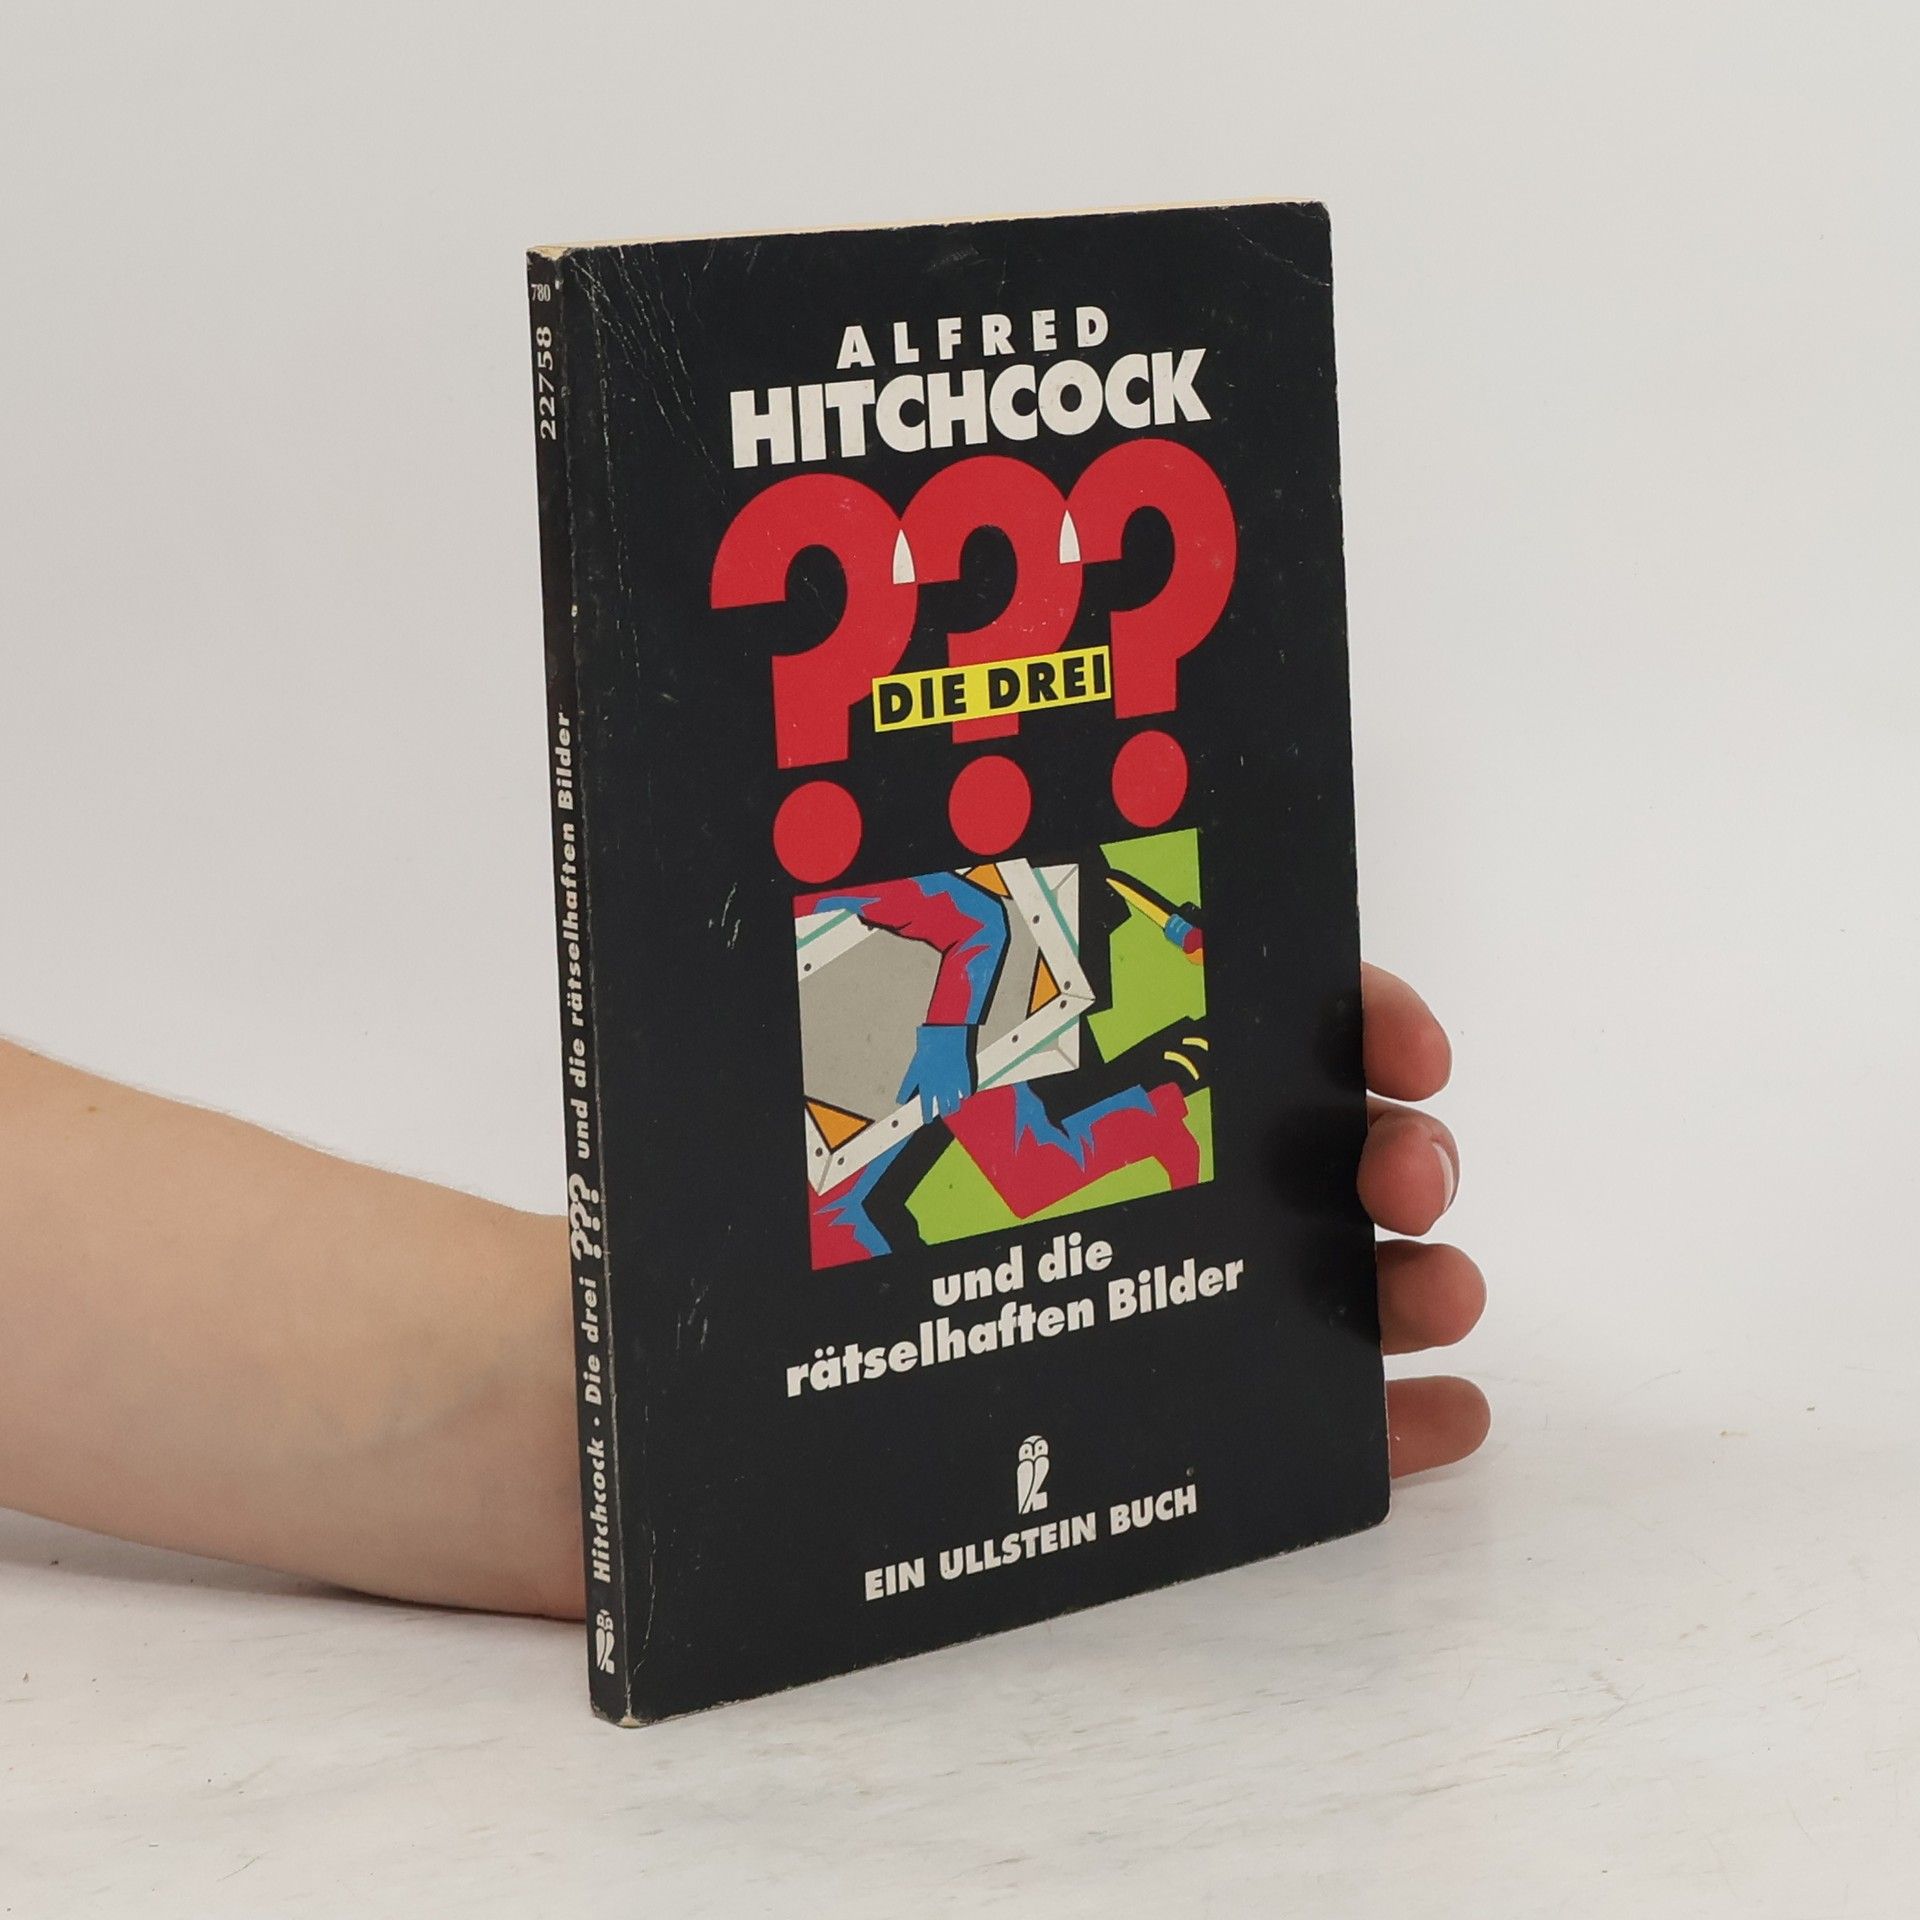 ALFRED
HITCHCOCK
???
DIE DREI
und die
rätselhaften Bilder
EIN ULLSTEIN BUCH
Hitchcock · Die drei ??? und die rätselhaften Bilder
22758
780